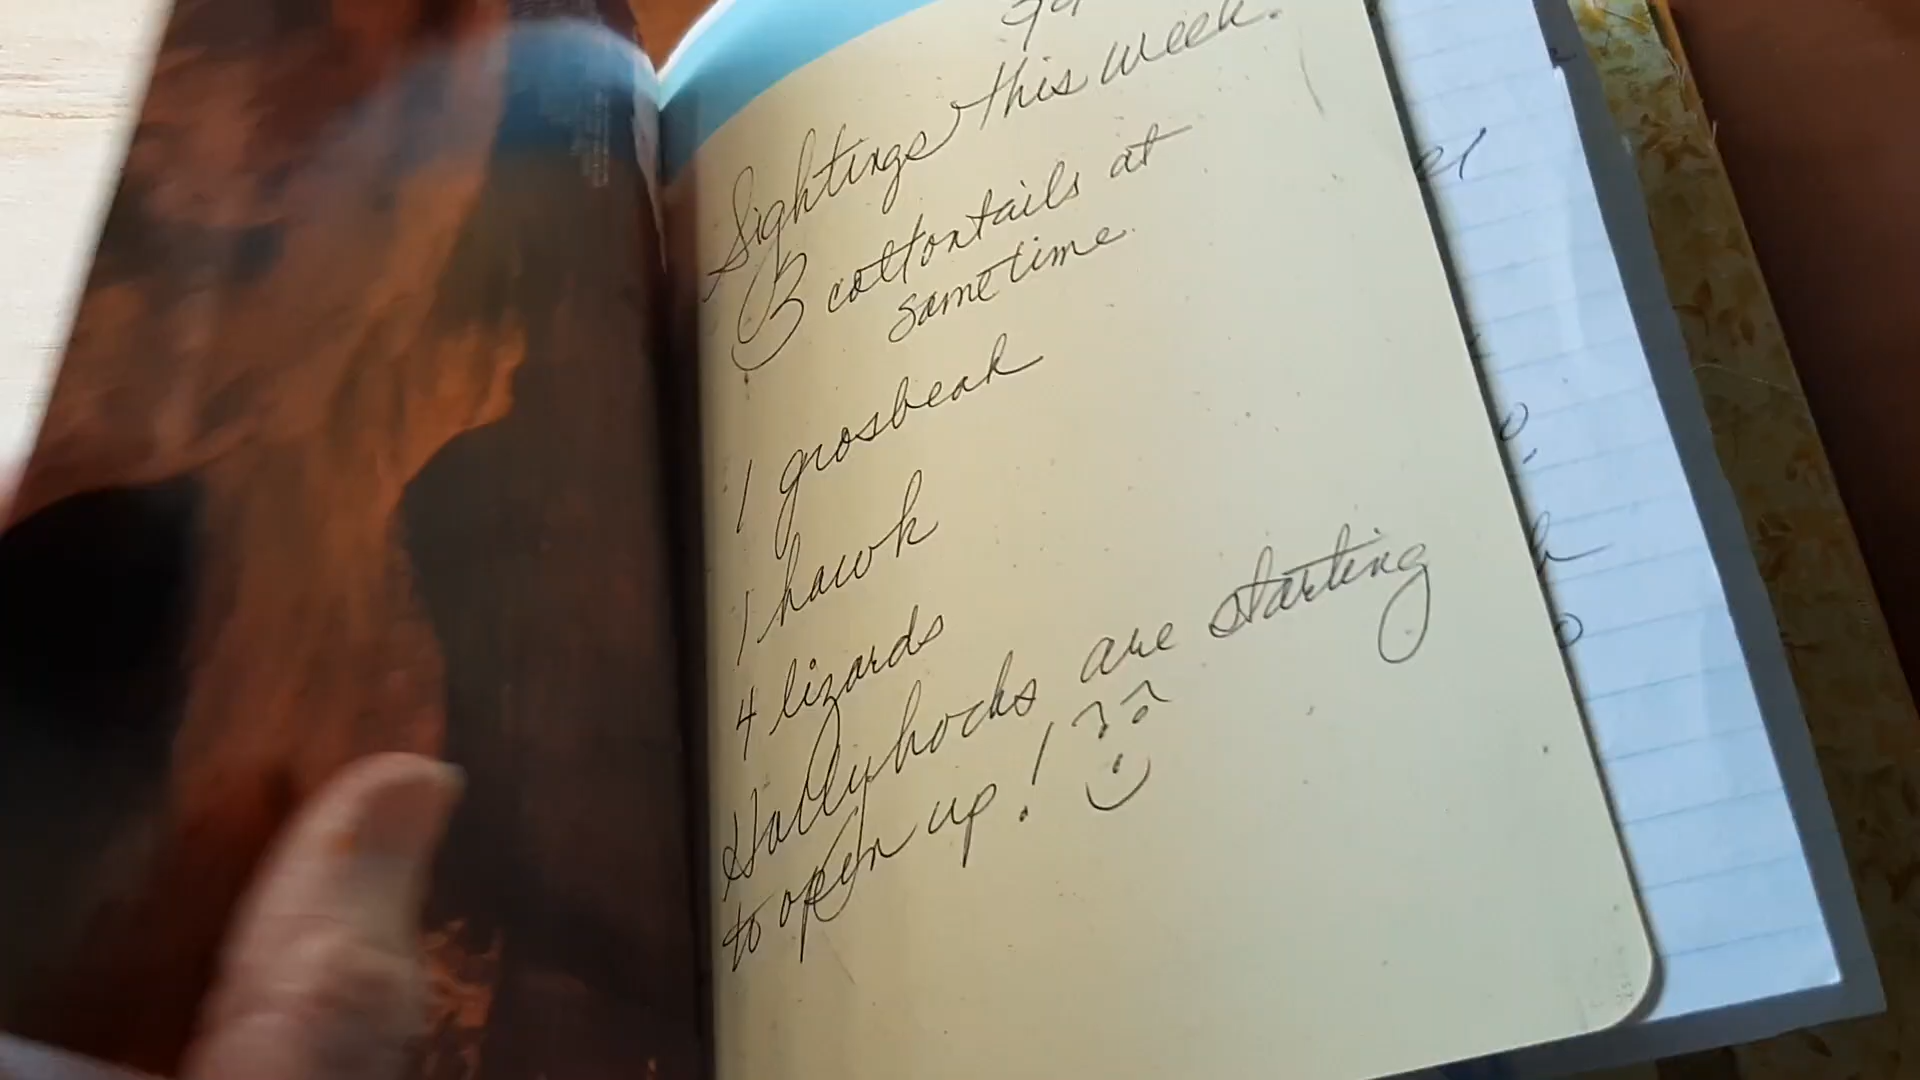 Sightings this week.
3 cottontails at
same time.
1 grosbeak
1 hawk
4 lizards
Hollyhocks are starting
to open up!